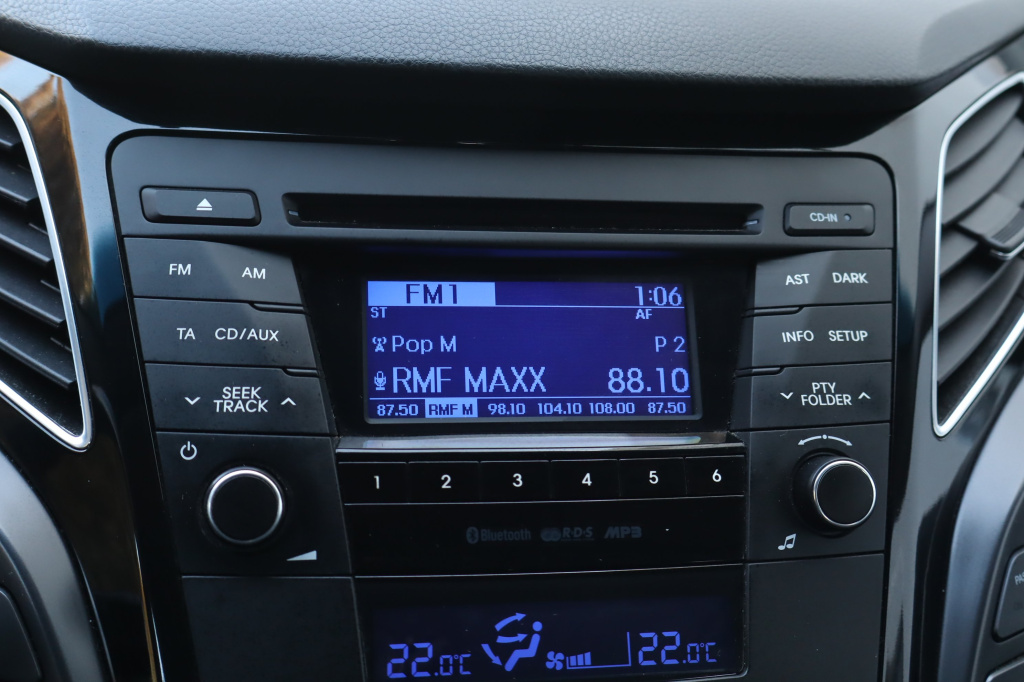 CD-IN
FM AM
AST DARK
FM1 1:06
ST AF
TA CD/AUX
INFO SETUP
Pop M P 2
RMF MAXX 88.10
SEEK
TRACK
PTY
FOLDER
87.50 RMF M 98.10 104.10 108.00 87.50
1 2 3 4 5 6
Bluetooth R·D·S MP3
22.0°C 22.0°C